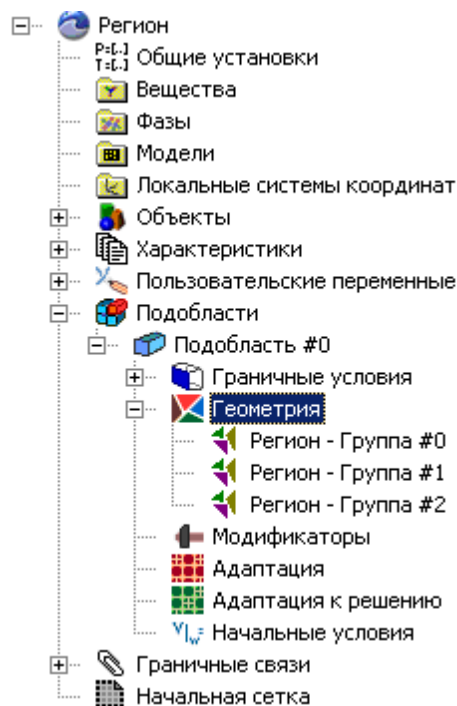 Регион
P=[..]
T=[..] Общие установки
Вещества
Фазы
Модели
Локальные системы координат
Объекты
Характеристики
Пользовательские переменные
Подобласти
Подобласть #0
Граничные условия
Геометрия
Регион - Группа #0
Регион - Группа #1
Регион - Группа #2
Модификаторы
Адаптация
Адаптация к решению
Начальные условия
Граничные связи
Начальная сетка